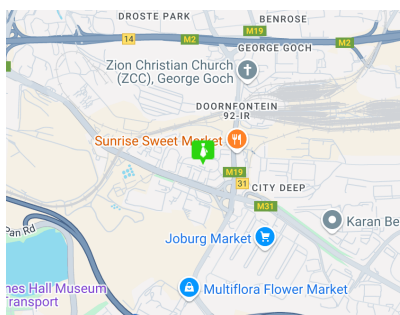 DROSTE PARK
BENROSE
M19
14
M2
M2
GEORGE GOCH
Zion Christian Church
(ZCC), George Goch
DOORNFONTEIN
92-IR
Sunrise Sweet Market
M19
31
CITY DEEP
M31
Karan Be
Pan Rd
Joburg Market
nes Hall Museum
Transport
Multiflora Flower Market